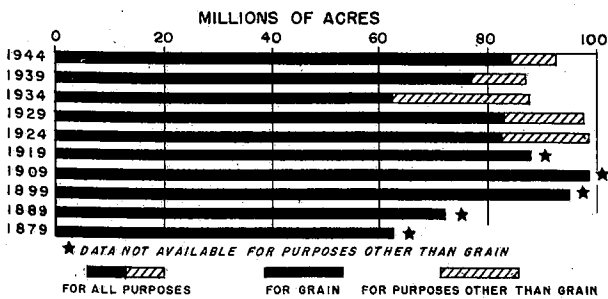 MILLIONS OF ACRES
0 20 40 60 80 100
1944
1939
1934
1929
1924
1919
1909
1899
1889
1879
★ DATA NOT AVAILABLE FOR PURPOSES OTHER THAN GRAIN
FOR ALL PURPOSES FOR GRAIN FOR PURPOSES OTHER THAN GRAIN